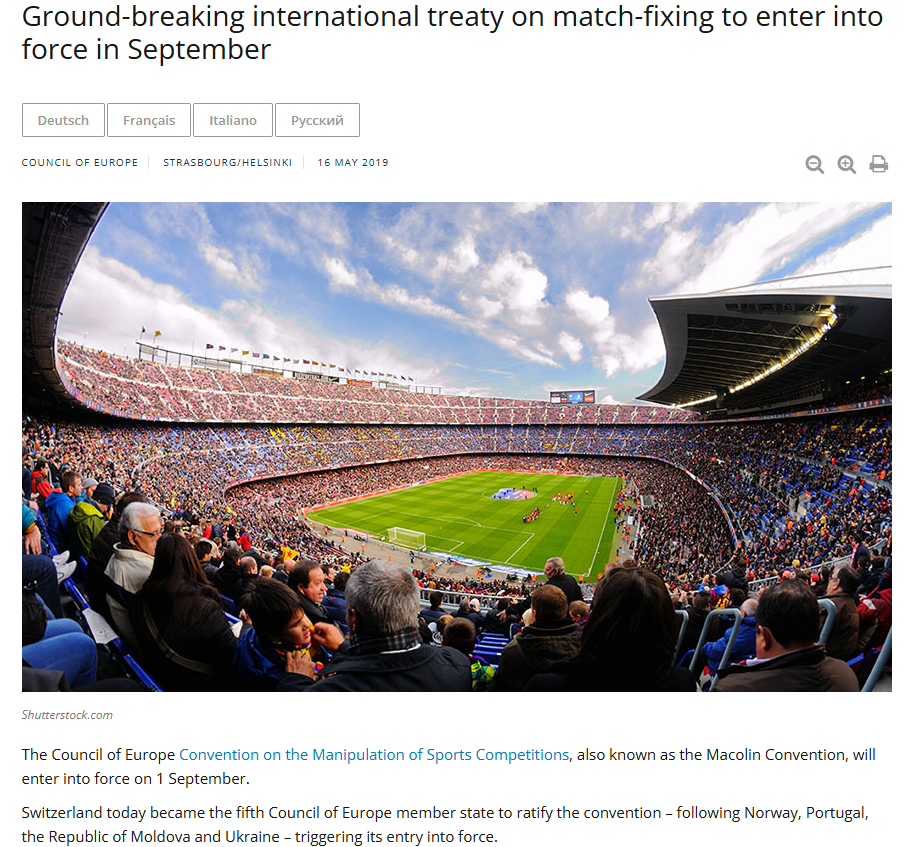 Ground-breaking international treaty on match-fixing to enter into
force in September
Deutsch
Français
Italiano
Русский
COUNCIL OF EUROPE
STRASBOURG/HELSINKI
16 MAY 2019
Shutterstock.com
The Council of Europe Convention on the Manipulation of Sports Competitions, also known as the Macolin Convention, will
enter into force on 1 September.
Switzerland today became the fifth Council of Europe member state to ratify the convention – following Norway, Portugal,
the Republic of Moldova and Ukraine – triggering its entry into force.